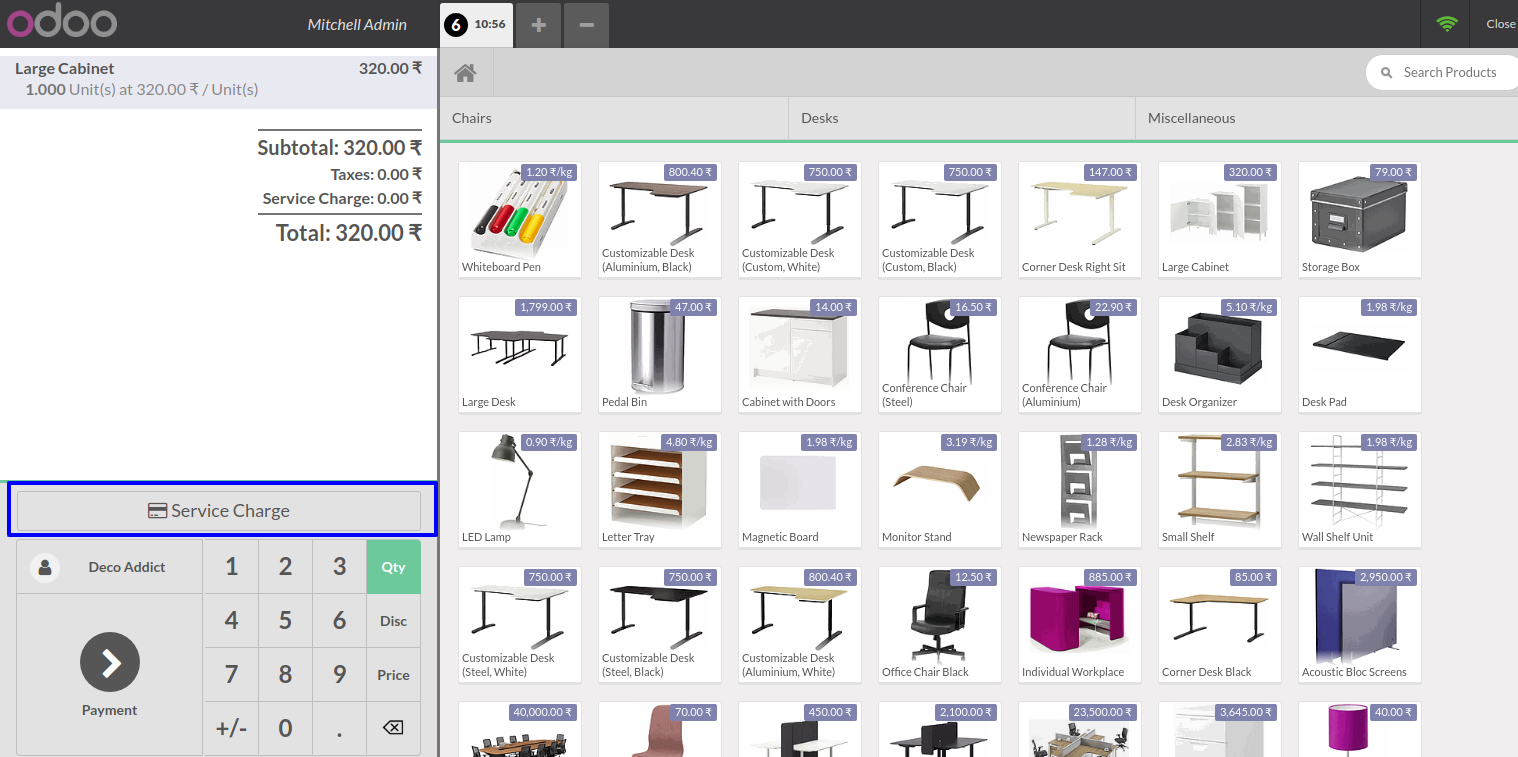 odoo
Mitchell Admin
6 10:56
Close
Large Cabinet 320.00 ₹
1.000 Unit(s) at 320.00 ₹ / Unit(s)
Subtotal: 320.00 ₹
Taxes: 0.00 ₹
Service Charge: 0.00 ₹
Total: 320.00 ₹
Service Charge
Deco Addict
1 2 3 Qty
4 5 6 Disc
7 8 9 Price
+/- 0 .
Payment
Search Products
Chairs Desks Miscellaneous
1.20 ₹/kg
Whiteboard Pen
800.40 ₹
Customizable Desk
(Aluminium, Black)
750.00 ₹
Customizable Desk
(Custom, White)
750.00 ₹
Customizable Desk
(Custom, Black)
147.00 ₹
Corner Desk Right Sit
320.00 ₹
Large Cabinet
79.00 ₹
Storage Box
1,799.00 ₹
Large Desk
47.00 ₹
Pedal Bin
14.00 ₹
Cabinet with Doors
16.50 ₹
Conference Chair
(Steel)
22.90 ₹
Conference Chair
(Aluminium)
5.10 ₹/kg
Desk Organizer
1.98 ₹/kg
Desk Pad
0.90 ₹/kg
LED Lamp
4.80 ₹/kg
Letter Tray
1.98 ₹/kg
Magnetic Board
3.19 ₹/kg
Monitor Stand
1.28 ₹/kg
Newspaper Rack
2.83 ₹/kg
Small Shelf
1.98 ₹/kg
Wall Shelf Unit
750.00 ₹
Customizable Desk
(Steel, White)
750.00 ₹
Customizable Desk
(Steel, Black)
800.40 ₹
Customizable Desk
(Aluminium, White)
12.50 ₹
Office Chair Black
885.00 ₹
Individual Workplace
85.00 ₹
Corner Desk Black
2,950.00 ₹
Acoustic Bloc Screens
40,000.00 ₹
70.00 ₹
450.00 ₹
2,100.00 ₹
23,500.00 ₹
3,645.00 ₹
40.00 ₹